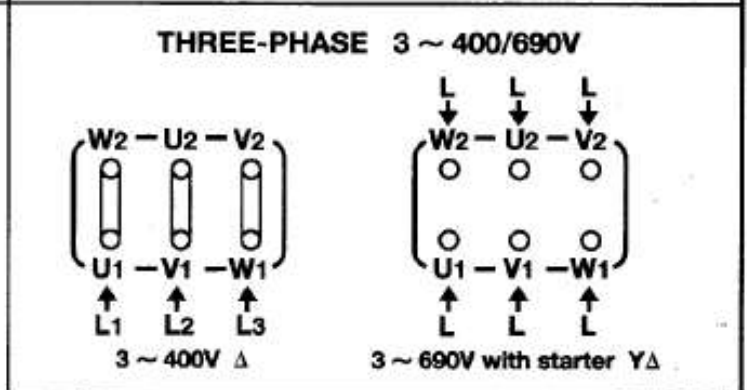 THREE-PHASE 3 ~ 400/690V
W2 – U2 – V2
U1 – V1 – W1
L1 L2 L3
3 ~ 400V Δ
L L L
W2 – U2 – V2
U1 – V1 – W1
L L L
3 ~ 690V with starter YΔ